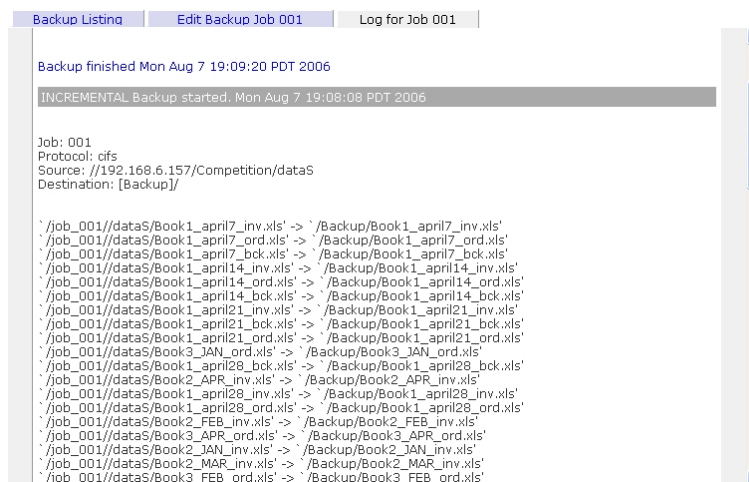 Backup Listing
Edit Backup Job 001
Log for Job 001
Backup finished Mon Aug 7 19:09:20 PDT 2006
INCREMENTAL Backup started. Mon Aug 7 19:08:08 PDT 2006
Job: 001
Protocol: cifs
Source: //192.168.6.157/Competition/dataS
Destination: [Backup]/
`/job_001//dataS/Book1_april7_inv.xls' -> `/Backup/Book1_april7_inv.xls'
`/job_001//dataS/Book1_april7_ord.xls' -> `/Backup/Book1_april7_ord.xls'
`/job_001//dataS/Book1_april7_bck.xls' -> `/Backup/Book1_april7_bck.xls'
`/job_001//dataS/Book1_april14_inv.xls' -> `/Backup/Book1_april14_inv.xls'
`/job_001//dataS/Book1_april14_ord.xls' -> `/Backup/Book1_april14_ord.xls'
`/job_001//dataS/Book1_april14_bck.xls' -> `/Backup/Book1_april14_bck.xls'
`/job_001//dataS/Book1_april21_inv.xls' -> `/Backup/Book1_april21_inv.xls'
`/job_001//dataS/Book1_april21_bck.xls' -> `/Backup/Book1_april21_bck.xls'
`/job_001//dataS/Book1_april21_ord.xls' -> `/Backup/Book1_april21_ord.xls'
`/job_001//dataS/Book3_JAN_ord.xls' -> `/Backup/Book3_JAN_ord.xls'
`/job_001//dataS/Book1_april28_bck.xls' -> `/Backup/Book1_april28_bck.xls'
`/job_001//dataS/Book2_APR_inv.xls' -> `/Backup/Book2_APR_inv.xls'
`/job_001//dataS/Book1_april28_inv.xls' -> `/Backup/Book1_april28_inv.xls'
`/job_001//dataS/Book1_april28_ord.xls' -> `/Backup/Book1_april28_ord.xls'
`/job_001//dataS/Book2_FEB_inv.xls' -> `/Backup/Book2_FEB_inv.xls'
`/job_001//dataS/Book3_APR_ord.xls' -> `/Backup/Book3_APR_ord.xls'
`/job_001//dataS/Book2_JAN_inv.xls' -> `/Backup/Book2_JAN_inv.xls'
`/job_001//dataS/Book2_MAR_inv.xls' -> `/Backup/Book2_MAR_inv.xls'
`/job_001//dataS/Book3_FEB_ord.xls' -> `/Backup/Book3_FEB_ord.xls'